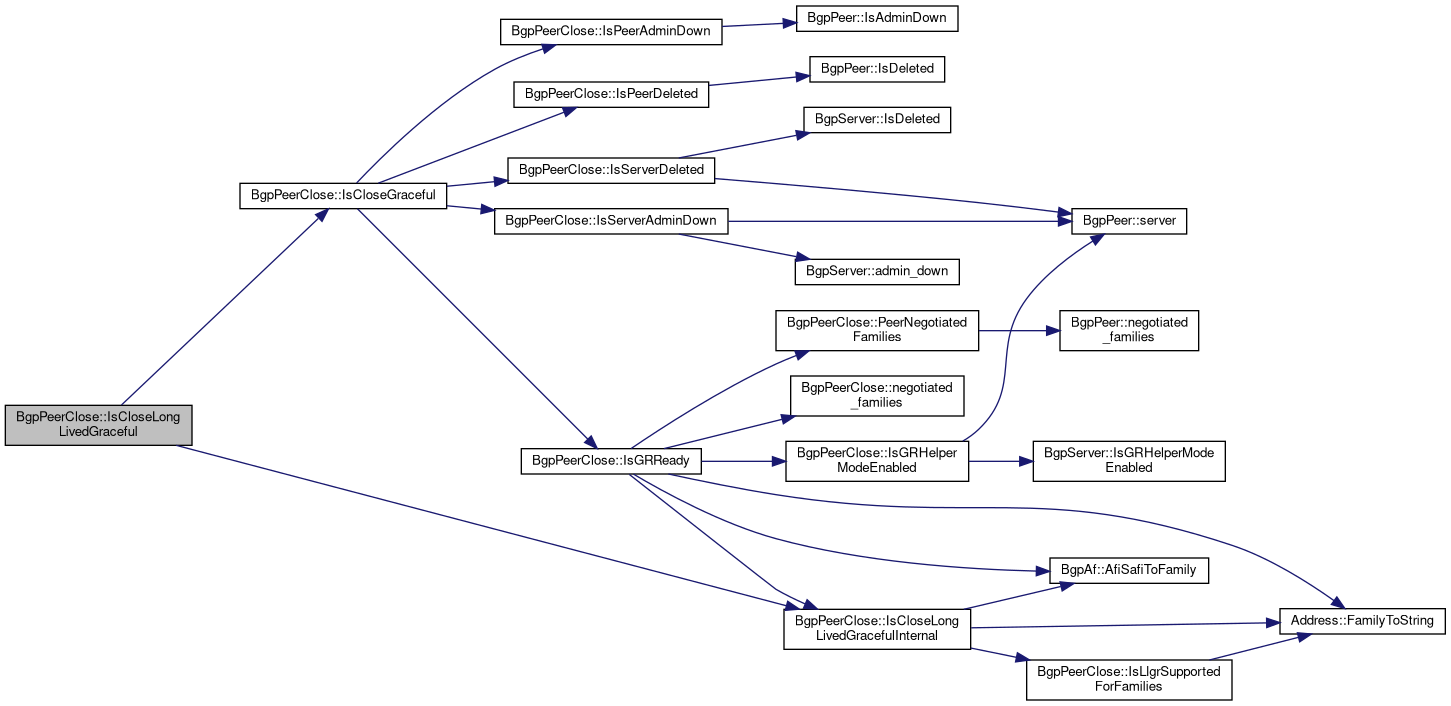 BgpPeerClose::IsCloseLong
LivedGraceful
BgpPeerClose::IsCloseGraceful
BgpPeerClose::IsPeerAdminDown
BgpPeer::IsAdminDown
BgpPeerClose::IsPeerDeleted
BgpPeer::IsDeleted
BgpPeerClose::IsServerDeleted
BgpServer::IsDeleted
BgpPeerClose::IsServerAdminDown
BgpPeer::server
BgpServer::admin_down
BgpPeerClose::IsGRReady
BgpPeerClose::PeerNegotiated
Families
BgpPeer::negotiated
_families
BgpPeerClose::negotiated
_families
BgpPeerClose::IsGRHelper
ModeEnabled
BgpServer::IsGRHelperMode
Enabled
BgpAf::AfiSafiToFamily
BgpPeerClose::IsCloseLong
LivedGracefulInternal
Address::FamilyToString
BgpPeerClose::IsLlgrSupported
ForFamilies